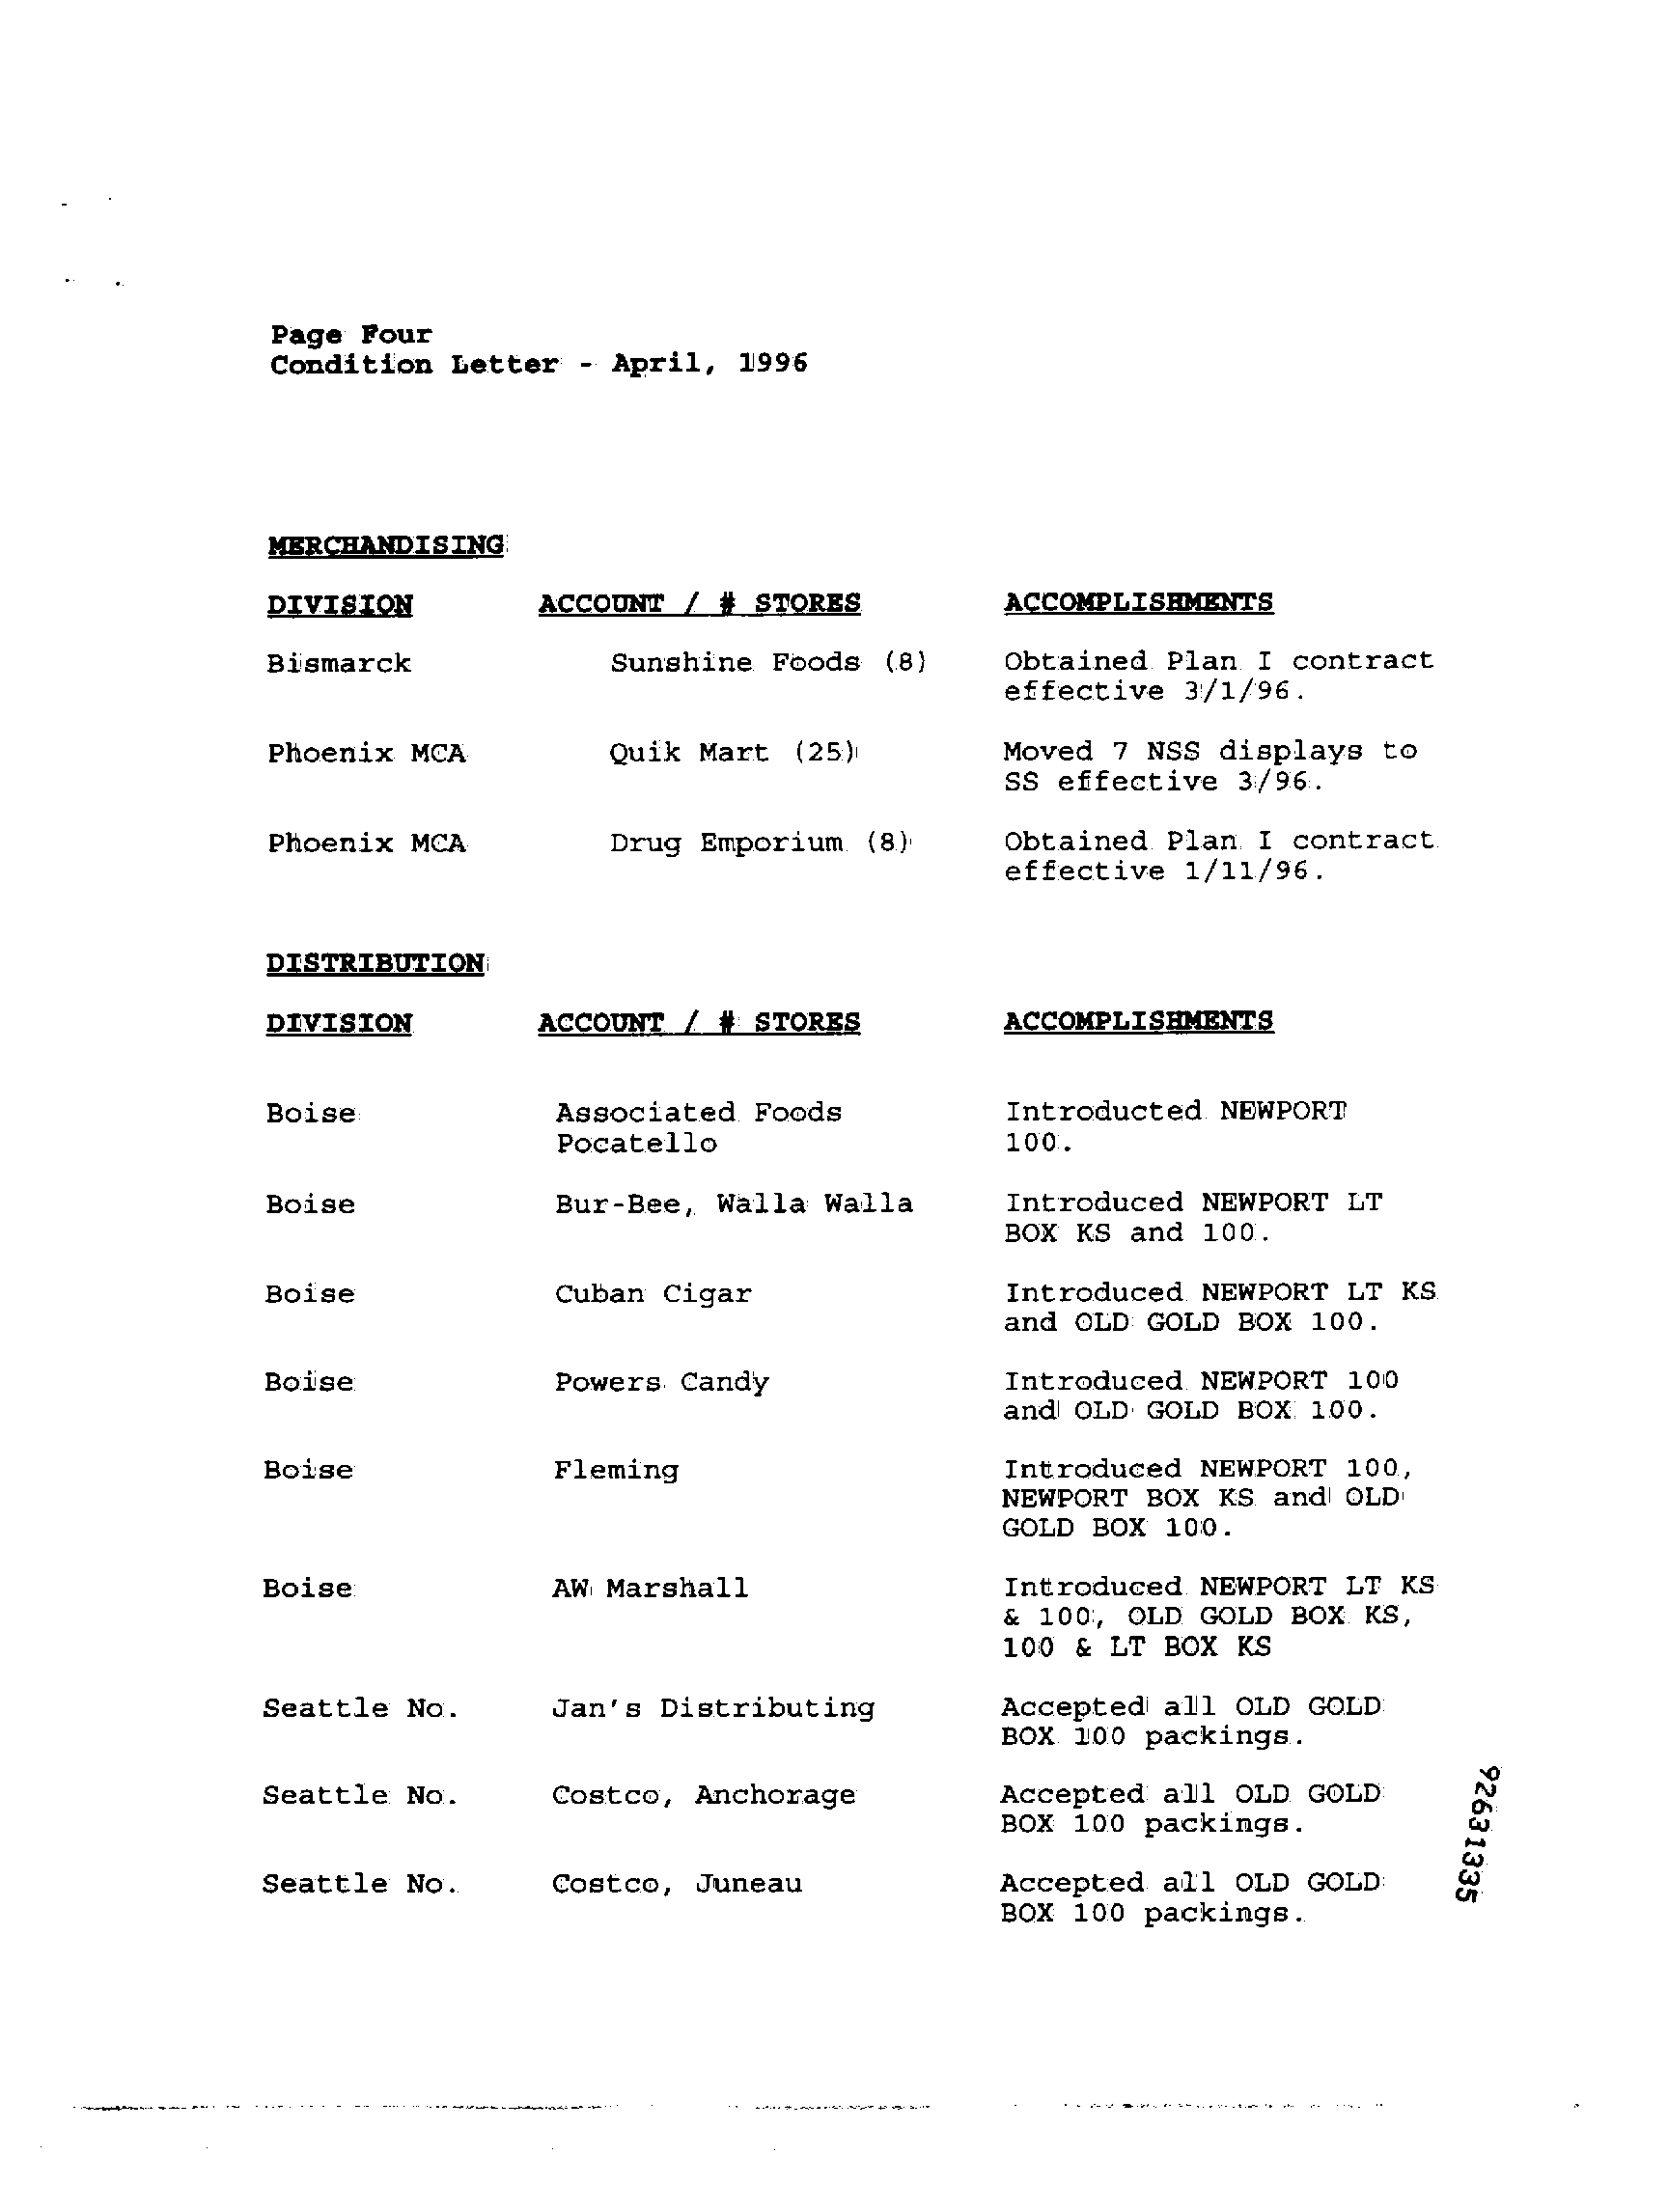 Page Four
Condition Letter - April, 1996
MERCHANDISING
DIVISION ACCOUNT / # STORES ACCOMPLISHMENTS
Bismarck Sunshine Foods (8) Obtained Plan I contract
effective 3/1/96.
Phoenix MCA Quik Mart (25) Moved 7 NSS displays to
SS effective 3/96.
Phoenix MCA Drug Emporium (8) Obtained Plan I contract
effective 1/11/96.
DISTRIBUTION
DIVISION ACCOUNT / # STORES ACCOMPLISHMENTS
Boise Associated Foods Introducted NEWPORT
Pocatello 100.
Boise Bur-Bee, Walla Walla Introduced NEWPORT LT
BOX KS and 100.
Boise Cuban Cigar Introduced NEWPORT LT KS
and OLD GOLD BOX 100.
Boise Powers Candy Introduced NEWPORT 100
and OLD GOLD BOX 100.
Boise Fleming Introduced NEWPORT 100,
NEWPORT BOX KS and OLD
GOLD BOX 100.
Boise AW Marshall Introduced NEWPORT LT KS
& 100, OLD GOLD BOX KS,
100 & LT BOX KS
Seattle No. Jan's Distributing Accepted all OLD GOLD
BOX 100 packings.
Seattle No. Costco, Anchorage Accepted all OLD GOLD
BOX 100 packings.
Seattle No. Costco, Juneau Accepted all OLD GOLD
BOX 100 packings.
92631335